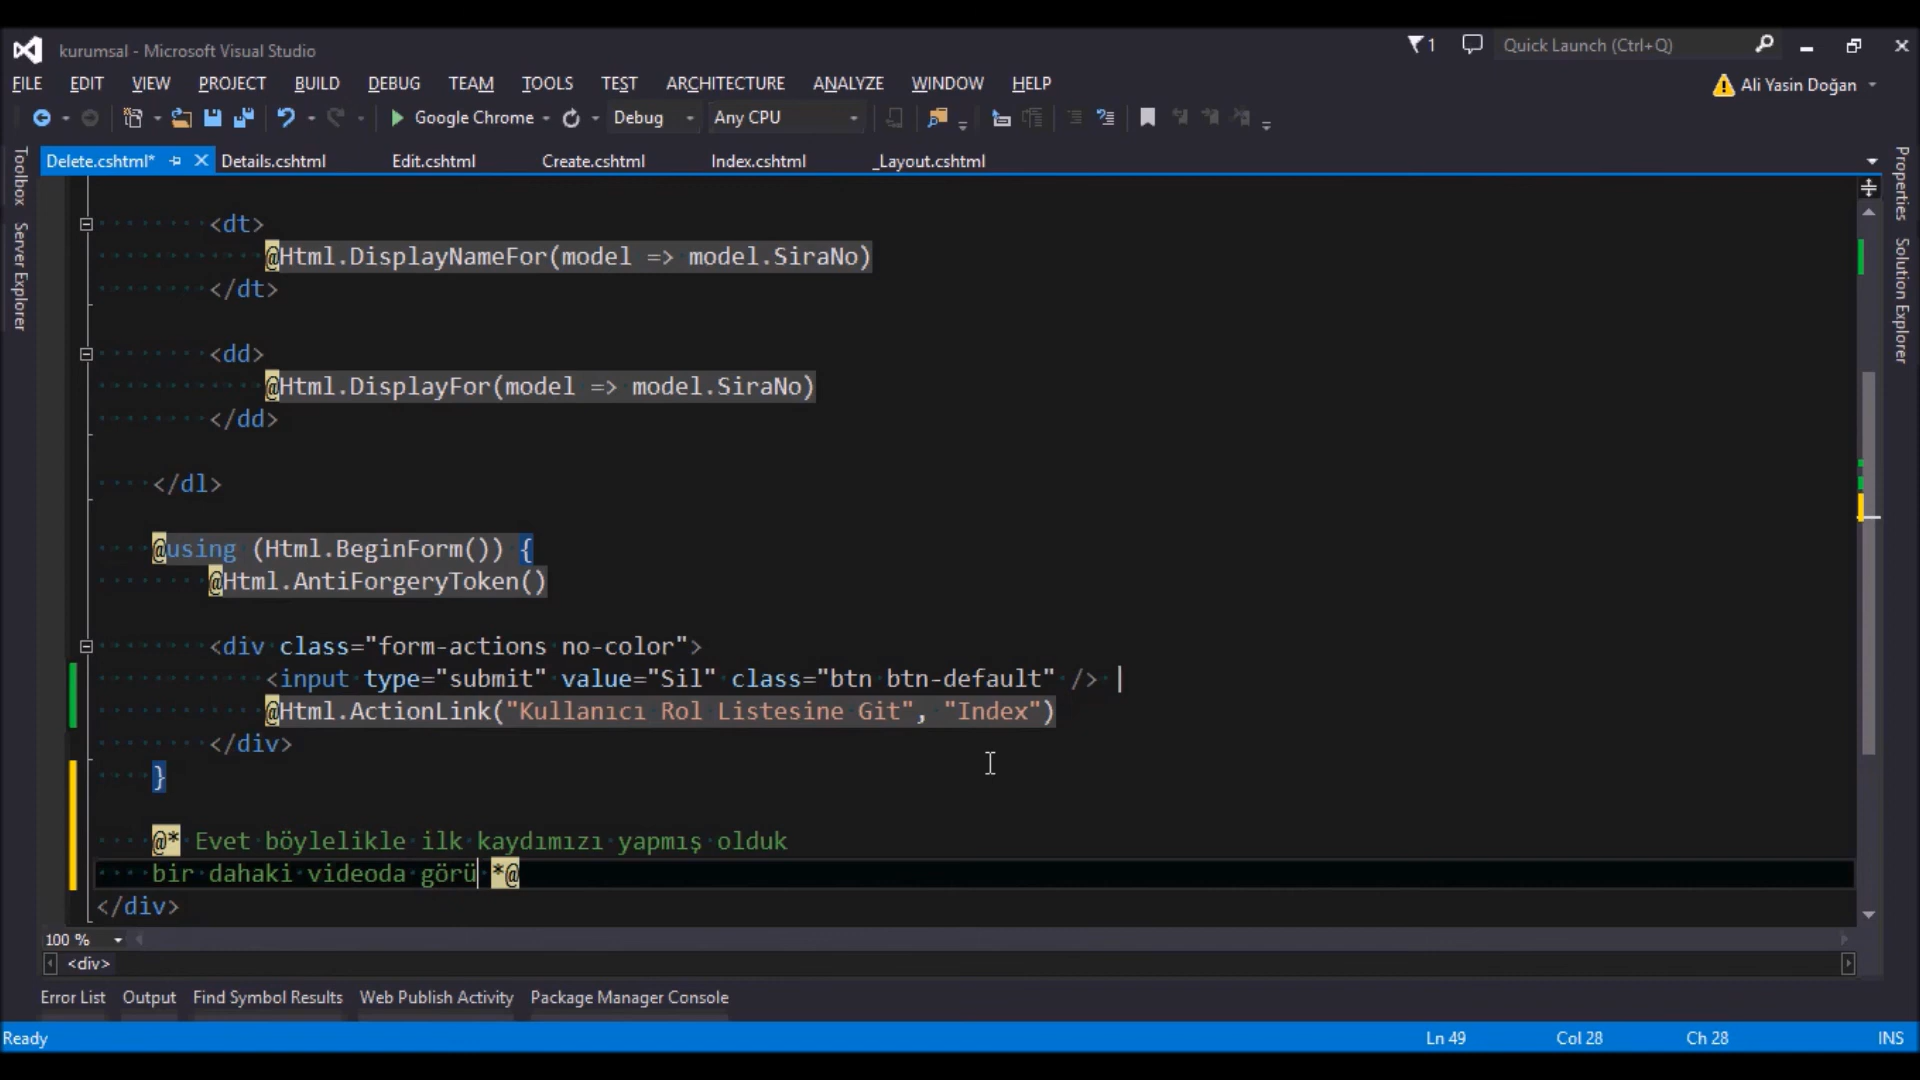 kurumsal - Microsoft Visual Studio
1
Quick Launch (Ctrl+Q)
FILE EDIT VIEW PROJECT BUILD DEBUG TEAM TOOLS TEST ARCHITECTURE ANALYZE WINDOW HELP
Ali Yasin Doğan
Google Chrome Debug Any CPU
Delete.cshtml* Details.cshtml Edit.cshtml Create.cshtml Index.cshtml _Layout.cshtml
Toolbox
Server Explorer
Properties
Solution Explorer
<dt>
@Html.DisplayNameFor(model => model.SiraNo)
</dt>
<dd>
@Html.DisplayFor(model => model.SiraNo)
</dd>
</dl>
@using (Html.BeginForm()) {
@Html.AntiForgeryToken()
<div class="form-actions no-color">
<input type="submit" value="Sil" class="btn btn-default" /> |
@Html.ActionLink("Kullanıcı Rol Listesine Git", "Index")
</div>
}
@* Evet böylelikle ilk kaydımızı yapmış olduk
bir dahaki videoda görü *@
</div>
100 %
<div>
Error List Output Find Symbol Results Web Publish Activity Package Manager Console
Ready Ln 49 Col 28 Ch 28 INS